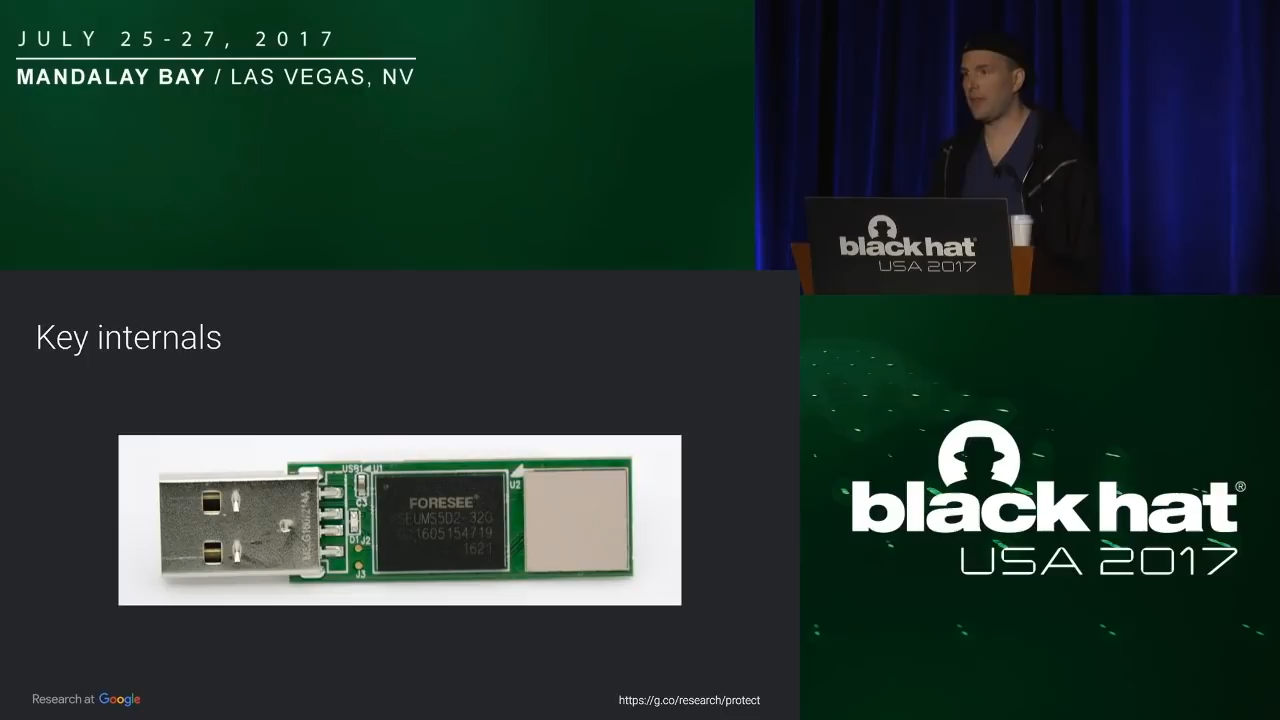 JULY 25-27, 2017
MANDALAY BAY / LAS VEGAS, NV
black hat
USA 2017
Key internals
USB1
U1
U2
FORESEE
1621
D1
J2
J3
black hat®
USA 2017
Research at Google
https://g.co/research/protect